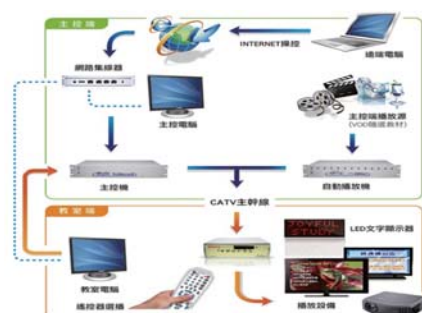 主控端
INTERNET操控
遠端電腦
網路集線器
主控電腦
主控端播放源
(VOD隨選教材)
主控機
自動播放機
CATV主幹線
教室端
JOYFUL
STUDY
LED文字顯示器
教室電腦
遙控器選播
播放設備